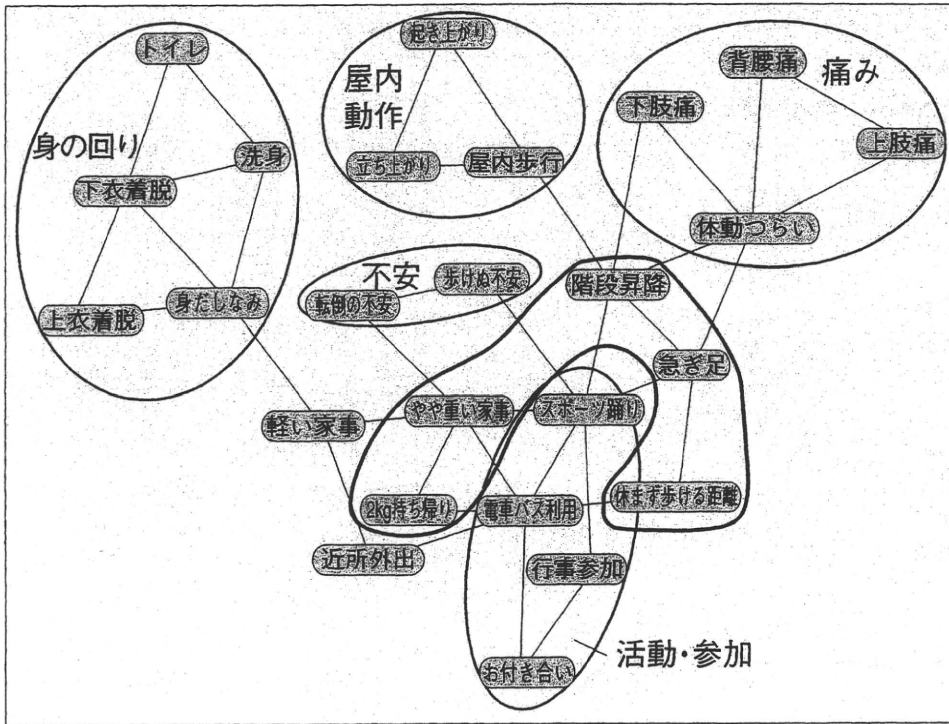 トイレ
起き上がり
背腰痛
痛み
屋内
動作
下肢痛
身の回り
洗身
上肢痛
立ち上がり
屋内歩行
下衣着脱
体動つらい
不安
歩けぬ不安
階段昇降
転倒の不安
上衣着脱
身だしなみ
急ぎ足
軽い家事
やや重い家事
スポーツ踊り
2kg持ち帰り
電車バス利用
休まず歩ける距離
近所外出
行事参加
お付き合い
活動・参加